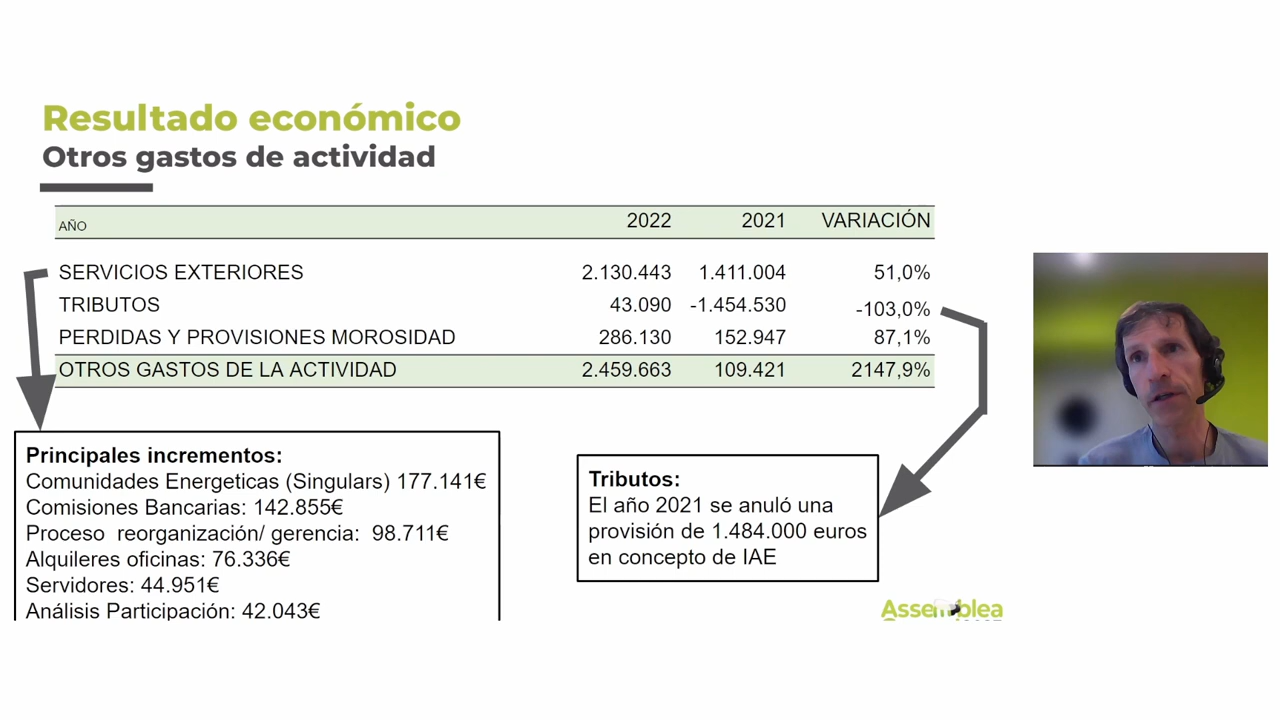 Resultado económico
Otros gastos de actividad
AÑO 2022 2021 VARIACIÓN
SERVICIOS EXTERIORES 2.130.443 1.411.004 51,0%
TRIBUTOS 43.090 -1.454.530 -103,0%
PERDIDAS Y PROVISIONES MOROSIDAD 286.130 152.947 87,1%
OTROS GASTOS DE LA ACTIVIDAD 2.459.663 109.421 2147,9%
Principales incrementos:
Comunidades Energeticas (Singulars) 177.141€
Comisiones Bancarias: 142.855€
Proceso reorganización/ gerencia: 98.711€
Alquileres oficinas: 76.336€
Servidores: 44.951€
Análisis Participación: 42.043€
Tributos:
El año 2021 se anuló una
provisión de 1.484.000 euros
en concepto de IAE
Assemblea